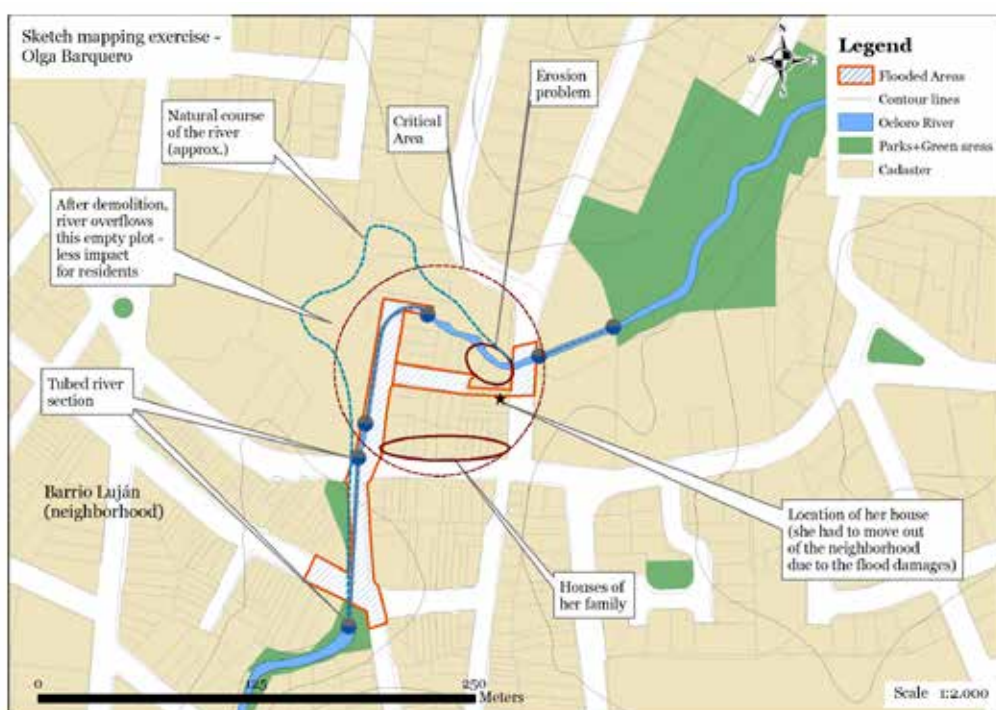 Sketch mapping exercise -
Olga Barquero
Natural course
of the river
(approx.)
Critical
Area
Erosion
problem
After demolition,
river overflows
this empty plot -
less impact
for residents
Tubed river
section
Barrio Luján
(neighborhood)
Location of her house
(she had to move out
of the neighborhood
due to the flood damages)
Houses of
her family
Legend
Flooded Areas
Contour lines
Ocloro River
Parks+Green areas
Cadaster
N
0 125 250
Meters
Scale 1:2.000